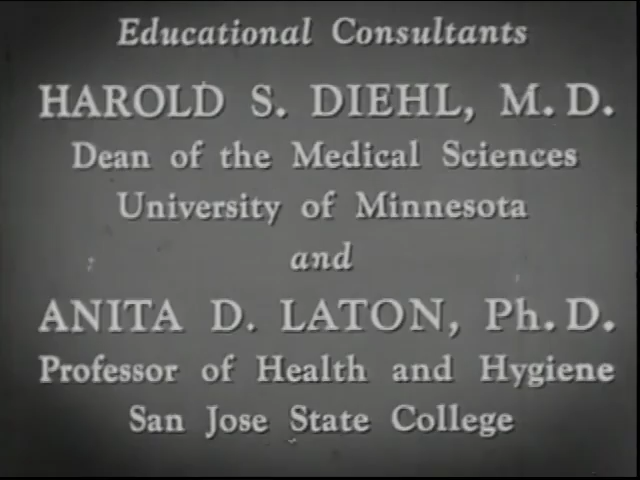 Educational Consultants
HAROLD S. DIEHL, M. D.
Dean of the Medical Sciences
University of Minnesota
and
ANITA D. LATON, Ph. D.
Professor of Health and Hygiene
San Jose State College